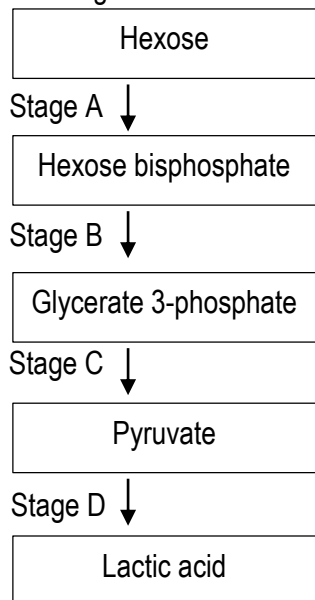 Hexose
Stage A
Hexose bisphosphate
Stage B
Glycerate 3-phosphate
Stage C
Pyruvate
Stage D
Lactic acid